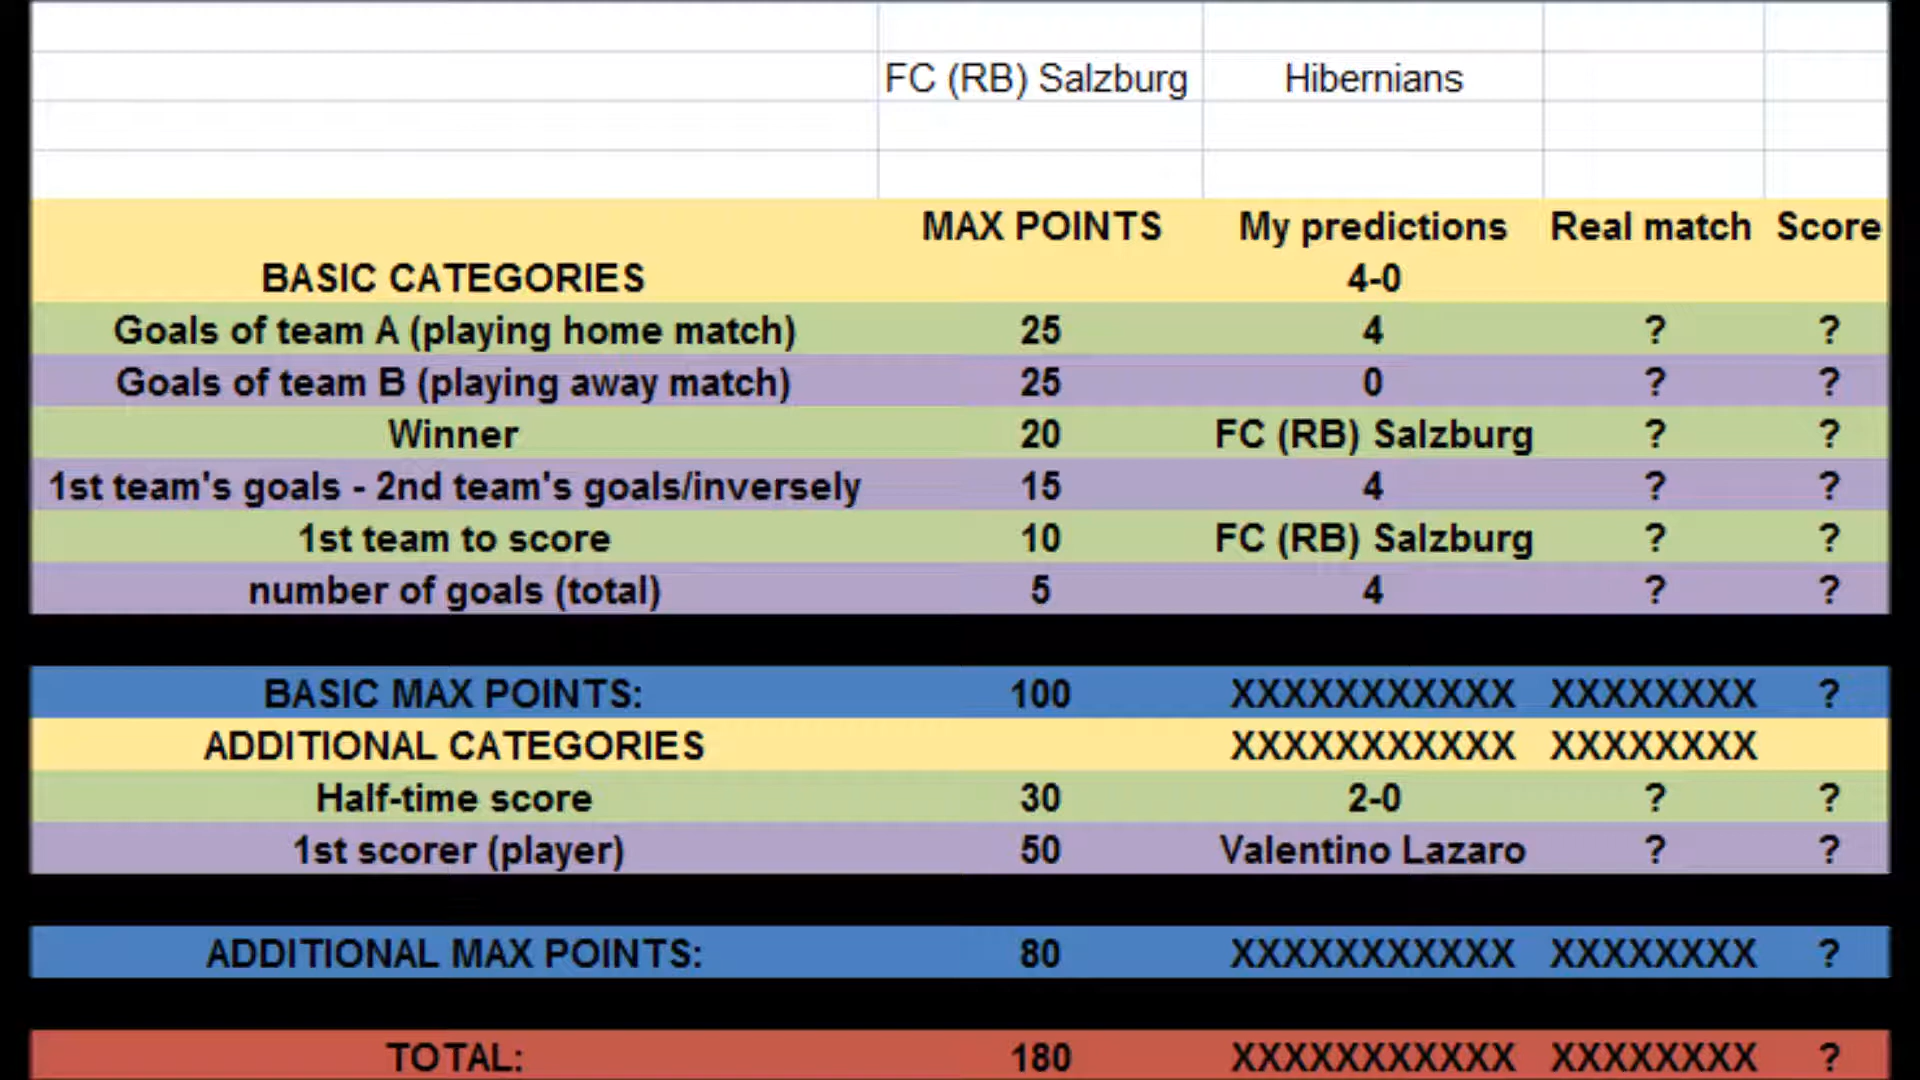 FC (RB) Salzburg Hibernians
MAX POINTS My predictions Real match Score
BASIC CATEGORIES 4-0
Goals of team A (playing home match) 25 4 ? ?
Goals of team B (playing away match) 25 0 ? ?
Winner 20 FC (RB) Salzburg ? ?
1st team's goals - 2nd team's goals/inversely 15 4 ? ?
1st team to score 10 FC (RB) Salzburg ? ?
number of goals (total) 5 4 ? ?
BASIC MAX POINTS: 100 XXXXXXXXXXX XXXXXXXX ?
ADDITIONAL CATEGORIES XXXXXXXXXXX XXXXXXXX
Half-time score 30 2-0 ? ?
1st scorer (player) 50 Valentino Lazaro ? ?
ADDITIONAL MAX POINTS: 80 XXXXXXXXXXX XXXXXXXX ?
TOTAL: 180 XXXXXXXXXXX XXXXXXXX ?